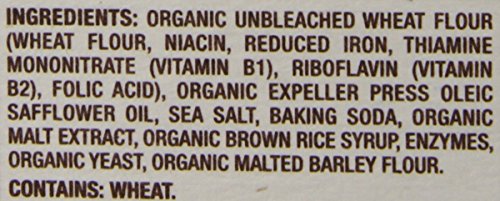 INGREDIENTS: ORGANIC UNBLEACHED WHEAT FLOUR
(WHEAT FLOUR, NIACIN, REDUCED IRON, THIAMINE
MONONITRATE (VITAMIN B1), RIBOFLAVIN (VITAMIN
B2), FOLIC ACID), ORGANIC EXPELLER PRESS OLEIC
SAFFLOWER OIL, SEA SALT, BAKING SODA, ORGANIC
MALT EXTRACT, ORGANIC BROWN RICE SYRUP, ENZYMES,
ORGANIC YEAST, ORGANIC MALTED BARLEY FLOUR.
CONTAINS: WHEAT.